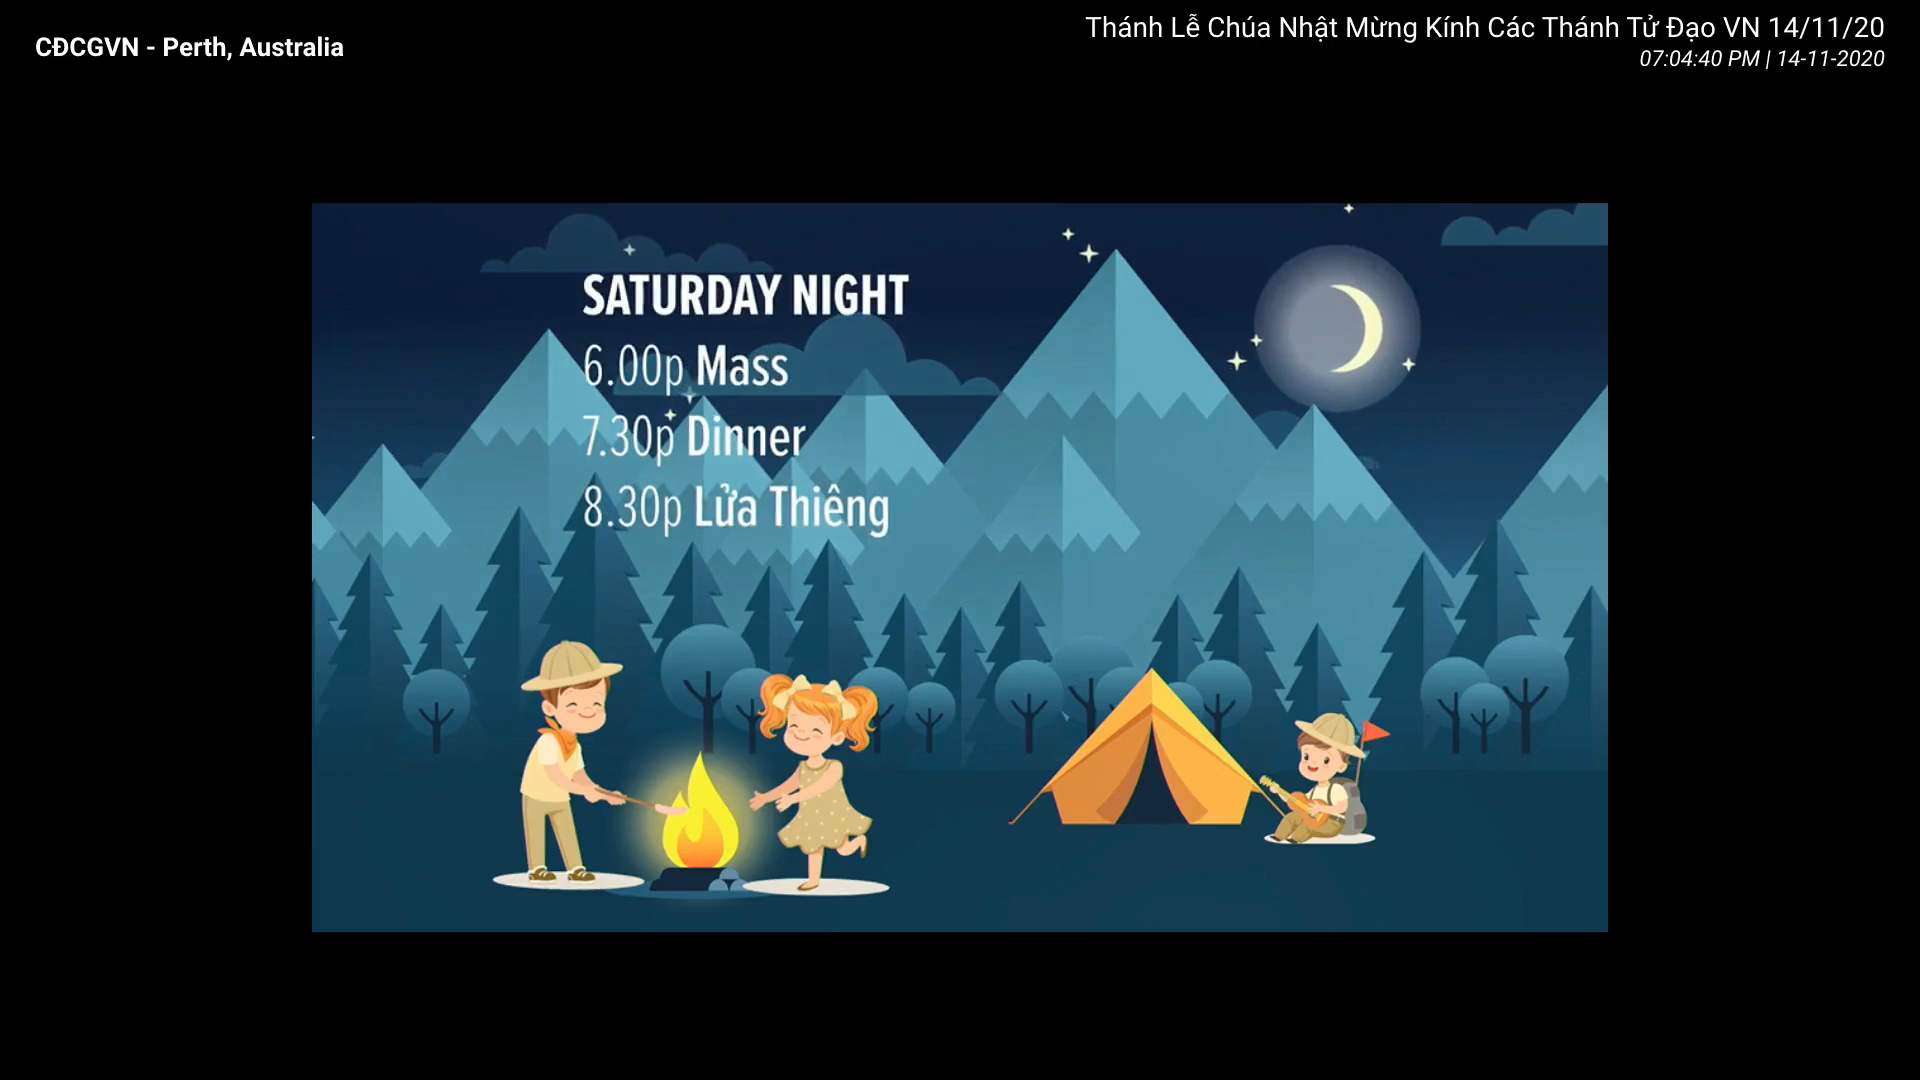 CĐCGVN - Perth, Australia
Thánh Lễ Chúa Nhật Mừng Kính Các Thánh Tử Đạo VN 14/11/20
07:04:40 PM | 14-11-2020
SATURDAY NIGHT
6.00p Mass
7.30p Dinner
8.30p Lửa Thiêng